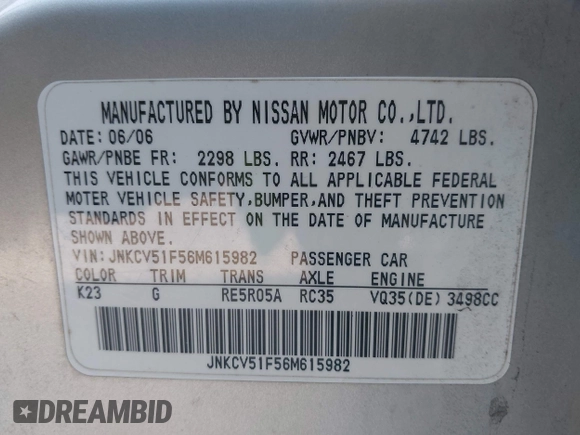 MANUFACTURED BY NISSAN MOTOR CO.,LTD.
DATE: 06/06 GVWR/PNBV: 4742 LBS.
GAWR/PNBE FR: 2298 LBS. RR: 2467 LBS.
THIS VEHICLE CONFORMS TO ALL APPLICABLE FEDERAL
MOTOR VEHICLE SAFETY,BUMPER,AND THEFT PREVENTION
STANDARDS IN EFFECT ON THE DATE OF MANUFACTURE
SHOWN ABOVE.
VIN: JNKCV51F56M615982 PASSENGER CAR
COLOR TRIM TRANS AXLE ENGINE
K23 G RE5R05A RC35 VQ35(DE) 3498CC
JNKCV51F56M615982
DREAMBID